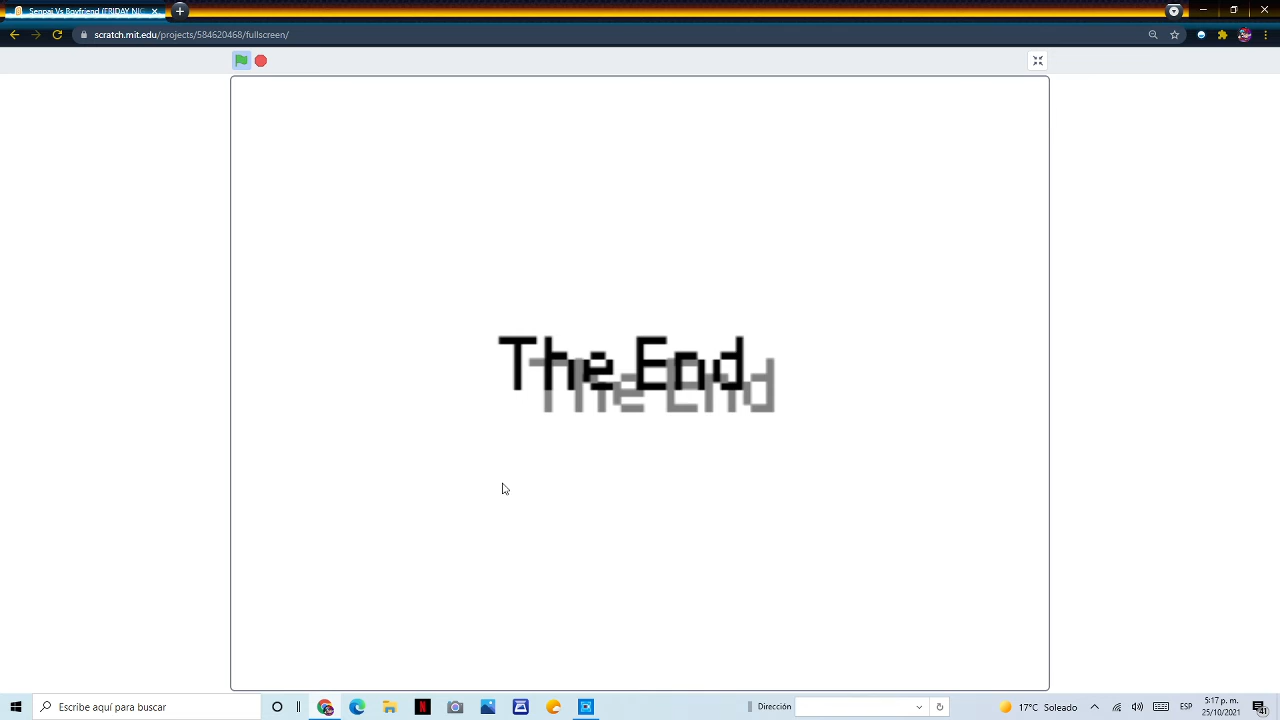 Senpai Vs Boyfriend (FRIDAY NIG
scratch.mit.edu/projects/584620468/fullscreen/
The End
The End
Escribe aquí para buscar
Dirección
17°C Soleado
ESP
5:17 p. m.
25/10/2021